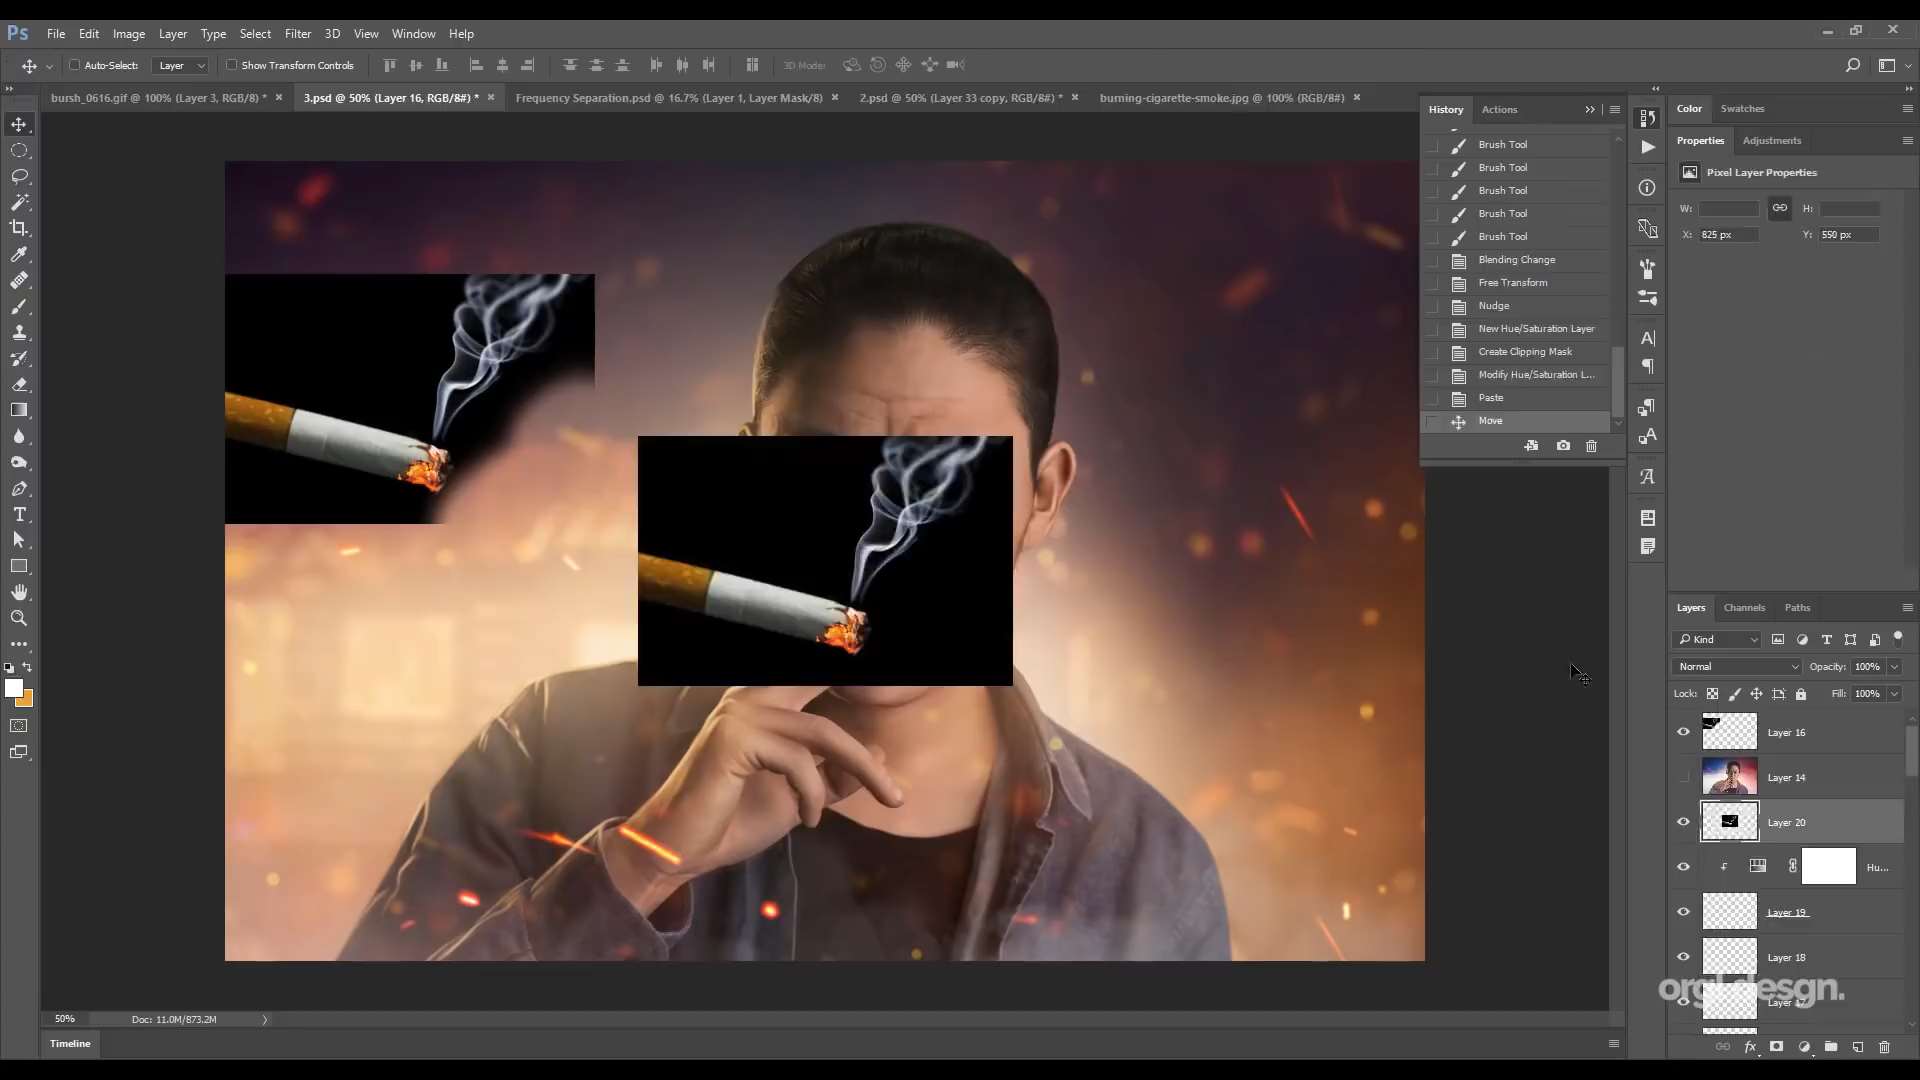 Ps File Edit Image Layer Type Select Filter 3D View Window Help
Auto-Select: Layer Show Transform Controls 3D Mode:
bursh_0616.gif @ 100% (Layer 3, RGB/8) * × 3.psd @ 50% (Layer 16, RGB/8#) * × Frequency Separation.psd @ 16.7% (Layer 1, Layer Mask/8) × 2.psd @ 50% (Layer 33 copy, RGB/8#) * × burning-cigarette-smoke.jpg @ 100% (RGB/8#) ×
History Actions
Brush Tool
Brush Tool
Brush Tool
Brush Tool
Brush Tool
Blending Change
Free Transform
Nudge
New Hue/Saturation Layer
Create Clipping Mask
Modify Hue/Saturation L...
Paste
Move
Color Swatches
Properties Adjustments
Pixel Layer Properties
W: H:
X: 825 px Y: 550 px
Layers Channels Paths
Kind
Normal Opacity: 100%
Lock: Fill: 100%
Layer 16
Layer 14
Layer 20
Hu...
Layer 19
Layer 18
fx
50% Doc: 11.0M/873.2M
Timeline